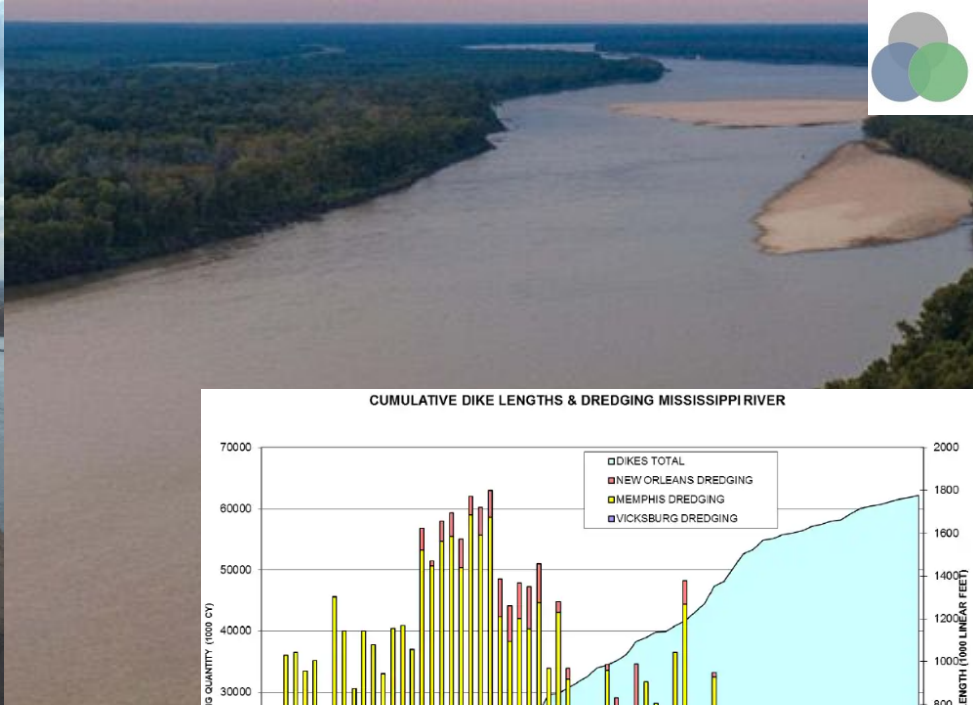 CUMULATIVE DIKE LENGTHS & DREDGING MISSISSIPPI RIVER
70000
2000
DIKES TOTAL
NEW ORLEANS DREDGING
MEMPHIS DREDGING
VICKSBURG DREDGING
1800
60000
1600
50000
1400
40000
1200
1000
30000
800
G QUANTITY (1000 CY)
LENGTH (1000 LINEAR FEET)